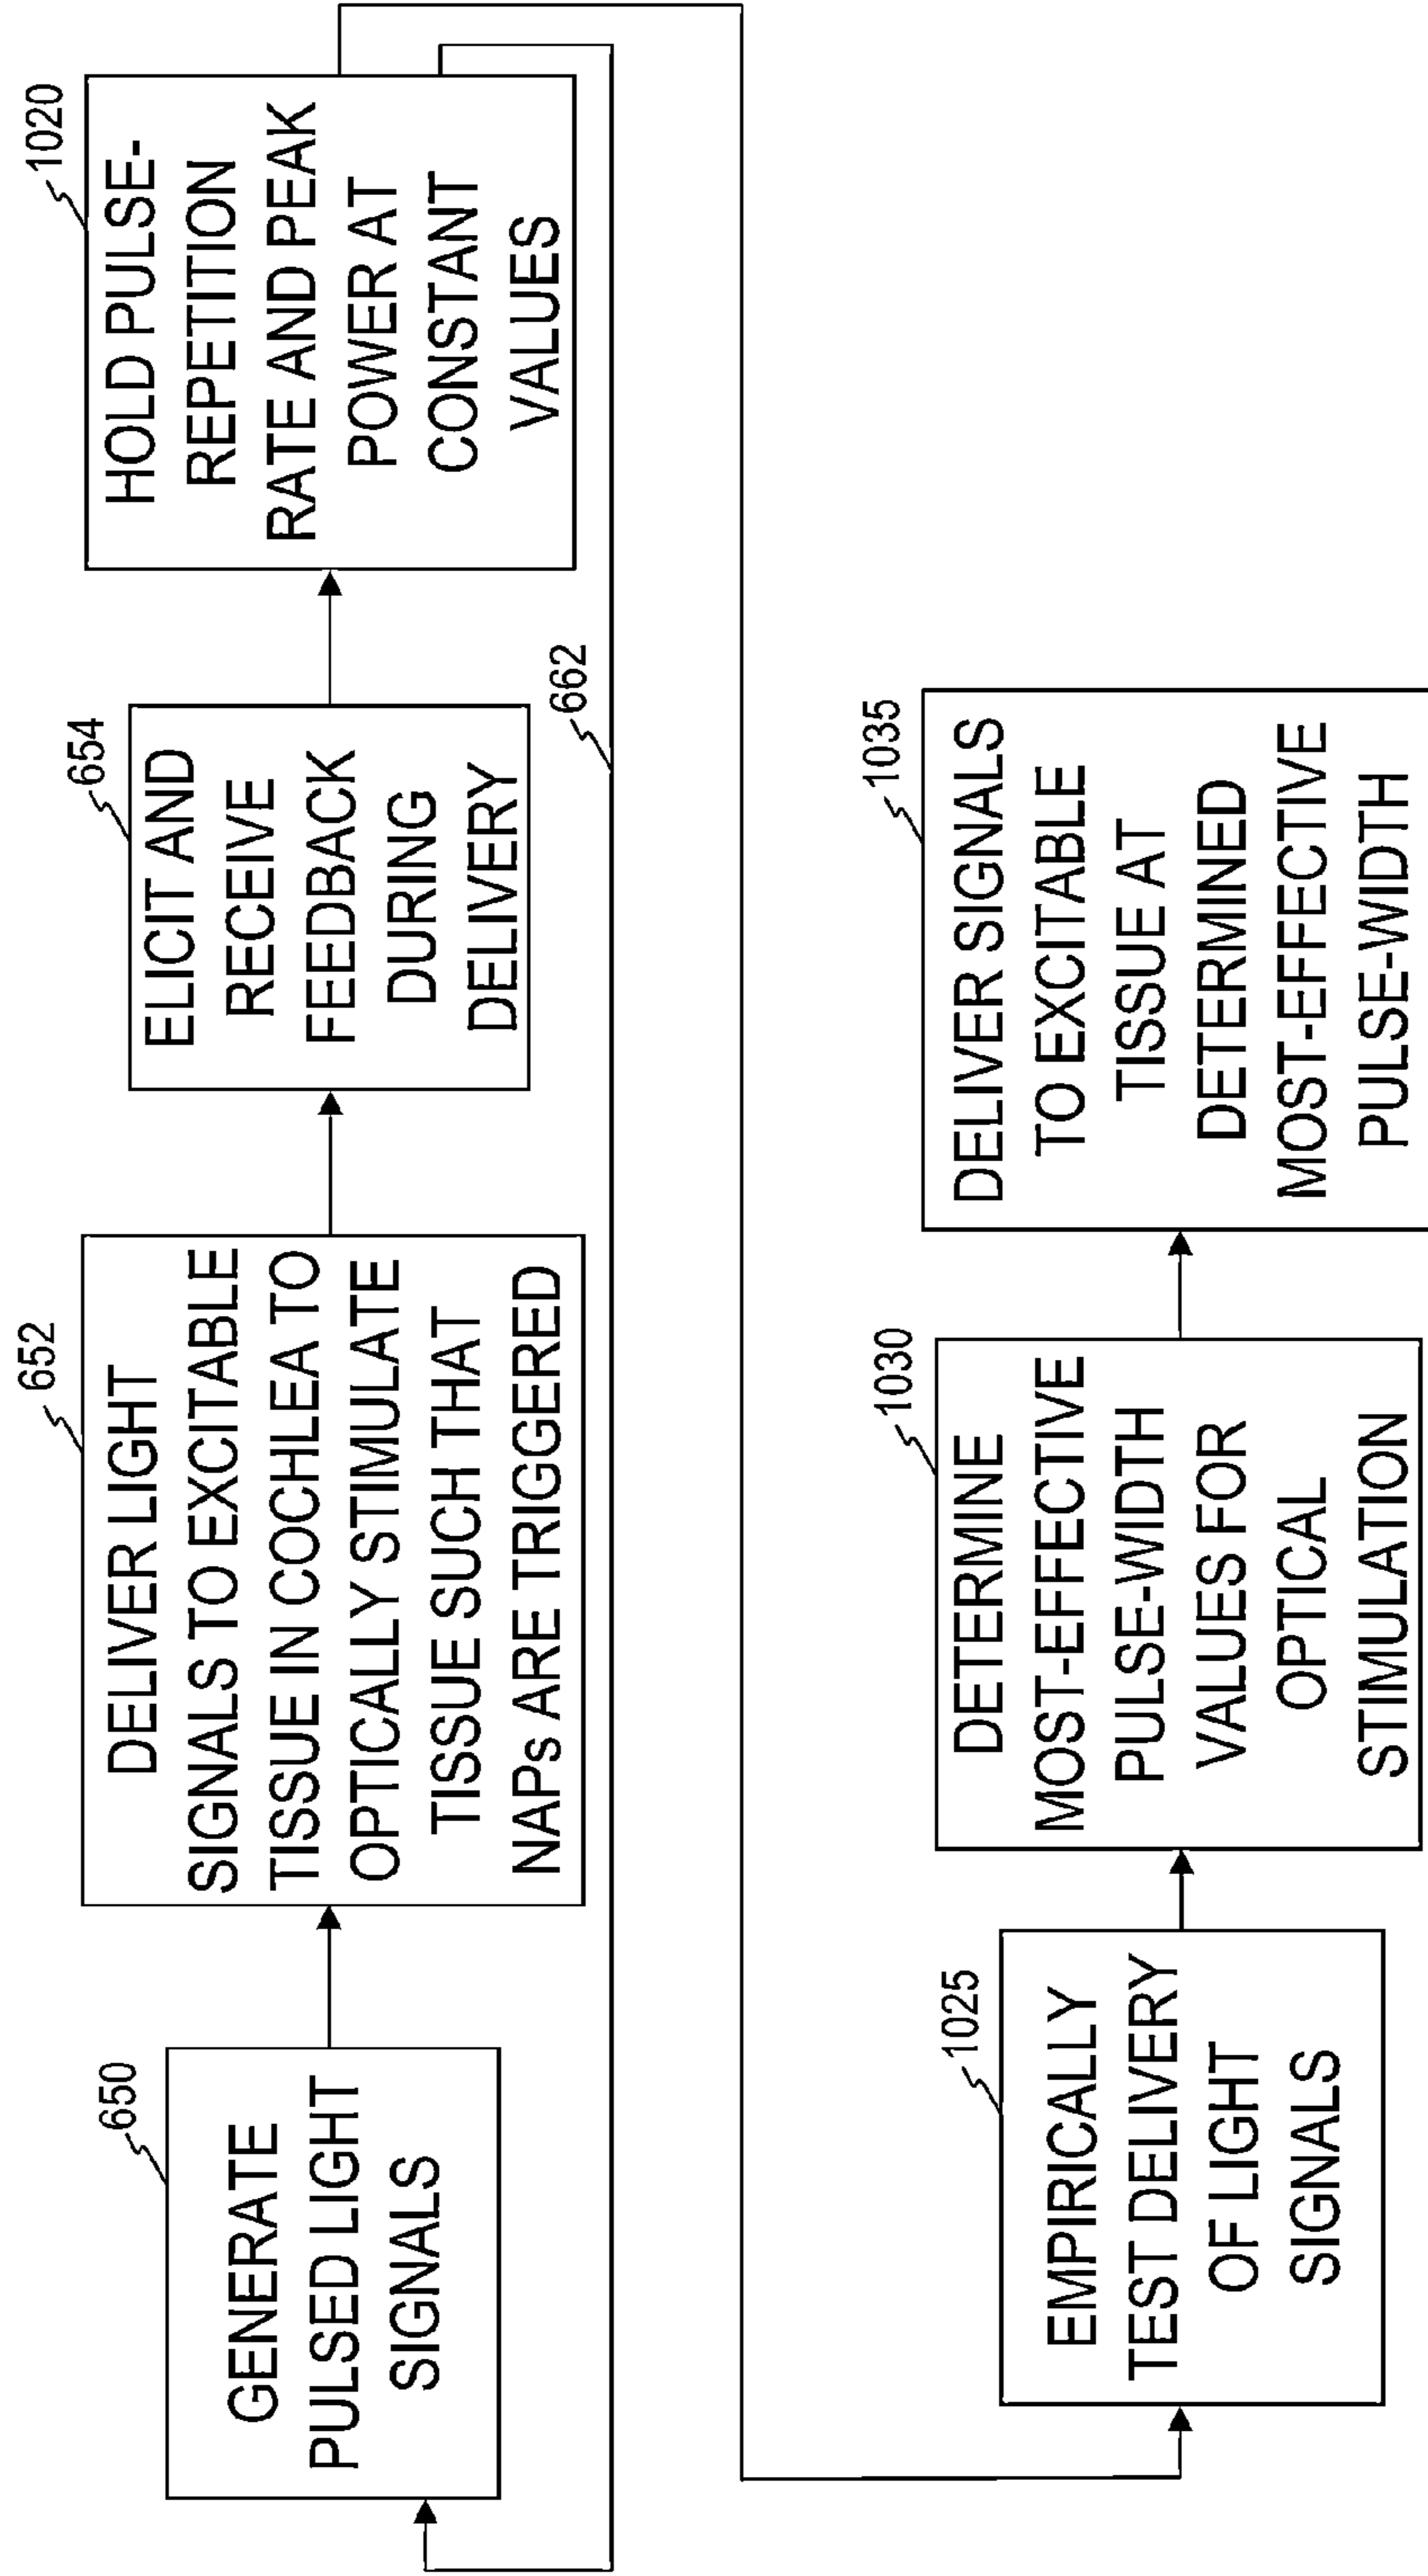 650
GENERATE
PULSED LIGHT
SIGNALS
652
DELIVER LIGHT
SIGNALS TO EXCITABLE
TISSUE IN COCHLEA TO
OPTICALLY STIMULATE
TISSUE SUCH THAT
NAPs ARE TRIGGERED
654
ELICIT AND
RECEIVE
FEEDBACK
DURING
DELIVERY
1020
HOLD PULSE-
REPETITION
RATE AND PEAK
POWER AT
CONSTANT
VALUES
662
1025
EMPIRICALLY
TEST DELIVERY
OF LIGHT
SIGNALS
1030
DETERMINE
MOST-EFFECTIVE
PULSE-WIDTH
VALUES FOR
OPTICAL
STIMULATION
1035
DELIVER SIGNALS
TO EXCITABLE
TISSUE AT
DETERMINED
MOST-EFFECTIVE
PULSE-WIDTH